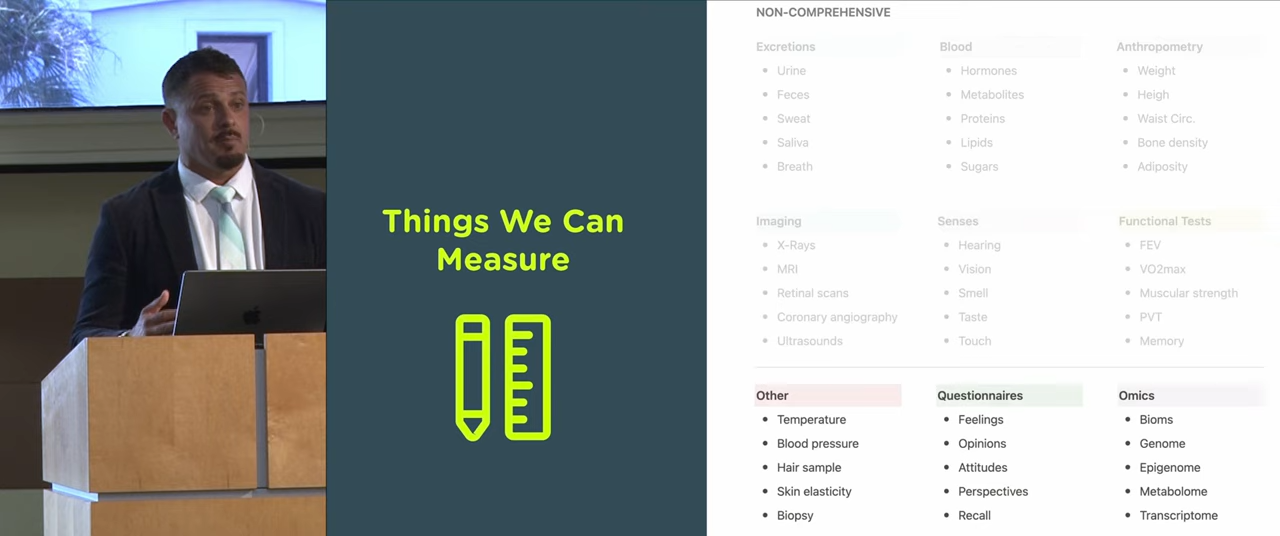 Things We Can
Measure
NON-COMPREHENSIVE
Excretions
Urine
Feces
Sweat
Saliva
Breath
Blood
Hormones
Metabolites
Proteins
Lipids
Sugars
Anthropometry
Weight
Heigh
Waist Circ.
Bone density
Adiposity
Imaging
X-Rays
MRI
Retinal scans
Coronary angiography
Ultrasounds
Senses
Hearing
Vision
Smell
Taste
Touch
Functional Tests
FEV
VO2max
Muscular strength
PVT
Memory
Other
Temperature
Blood pressure
Hair sample
Skin elasticity
Biopsy
Questionnaires
Feelings
Opinions
Attitudes
Perspectives
Recall
Omics
Bioms
Genome
Epigenome
Metabolome
Transcriptome